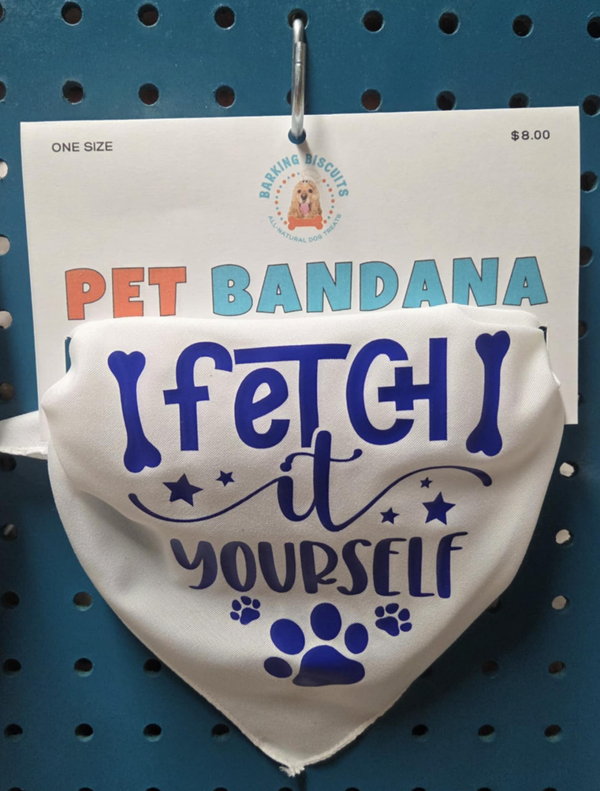 ONE SIZE
$8.00
BARKING BISCUITS
ALL-NATURAL DOG TREATS
PET BANDANA
feTCH
it
YOURSELF